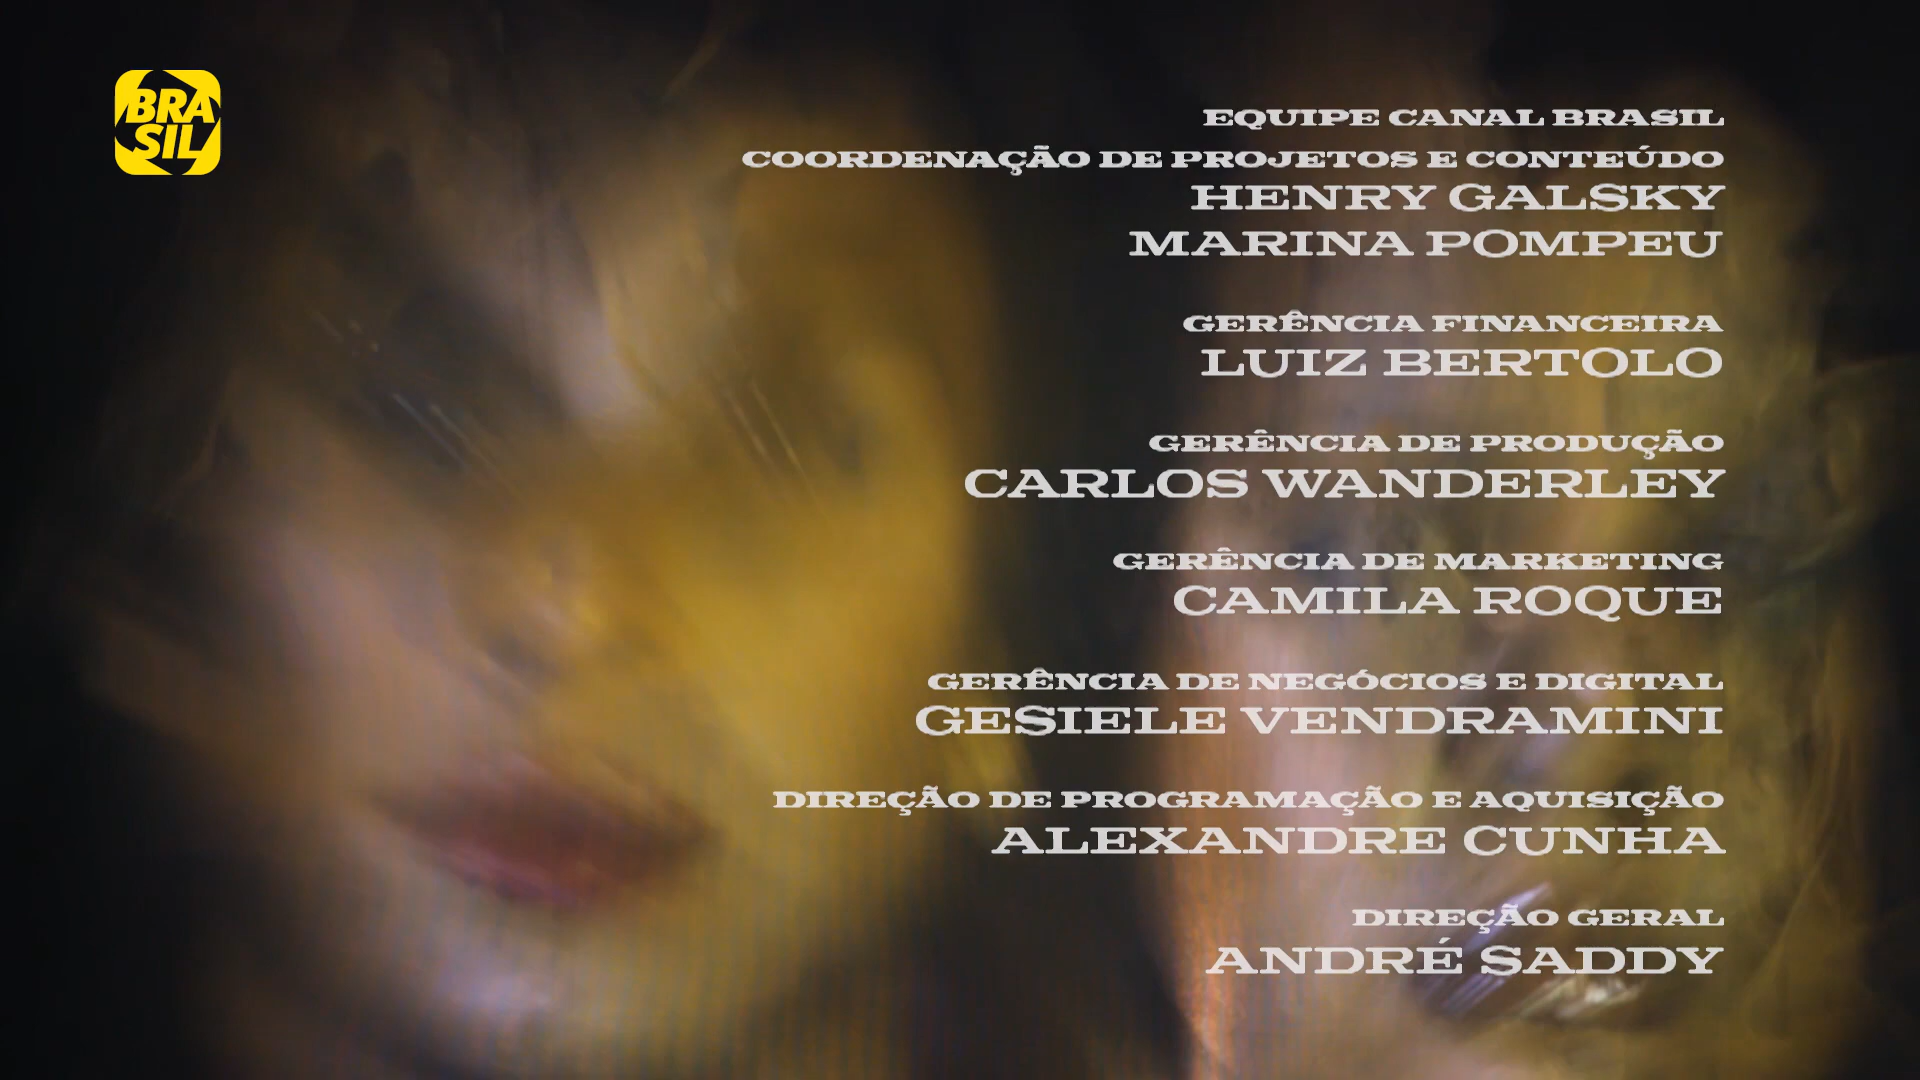 BRA
SIL
EQUIPE CANAL BRASIL
COORDENAÇÃO DE PROJETOS E CONTEÚDO
HENRY GALSKY
MARINA POMPEU
GERÊNCIA FINANCEIRA
LUIZ BERTOLO
GERÊNCIA DE PRODUÇÃO
CARLOS WANDERLEY
GERÊNCIA DE MARKETING
CAMILA ROQUE
GERÊNCIA DE NEGÓCIOS E DIGITAL
GESIELE VENDRAMINI
DIREÇÃO DE PROGRAMAÇÃO E AQUISIÇÃO
ALEXANDRE CUNHA
DIREÇÃO GERAL
ANDRÉ SADDY